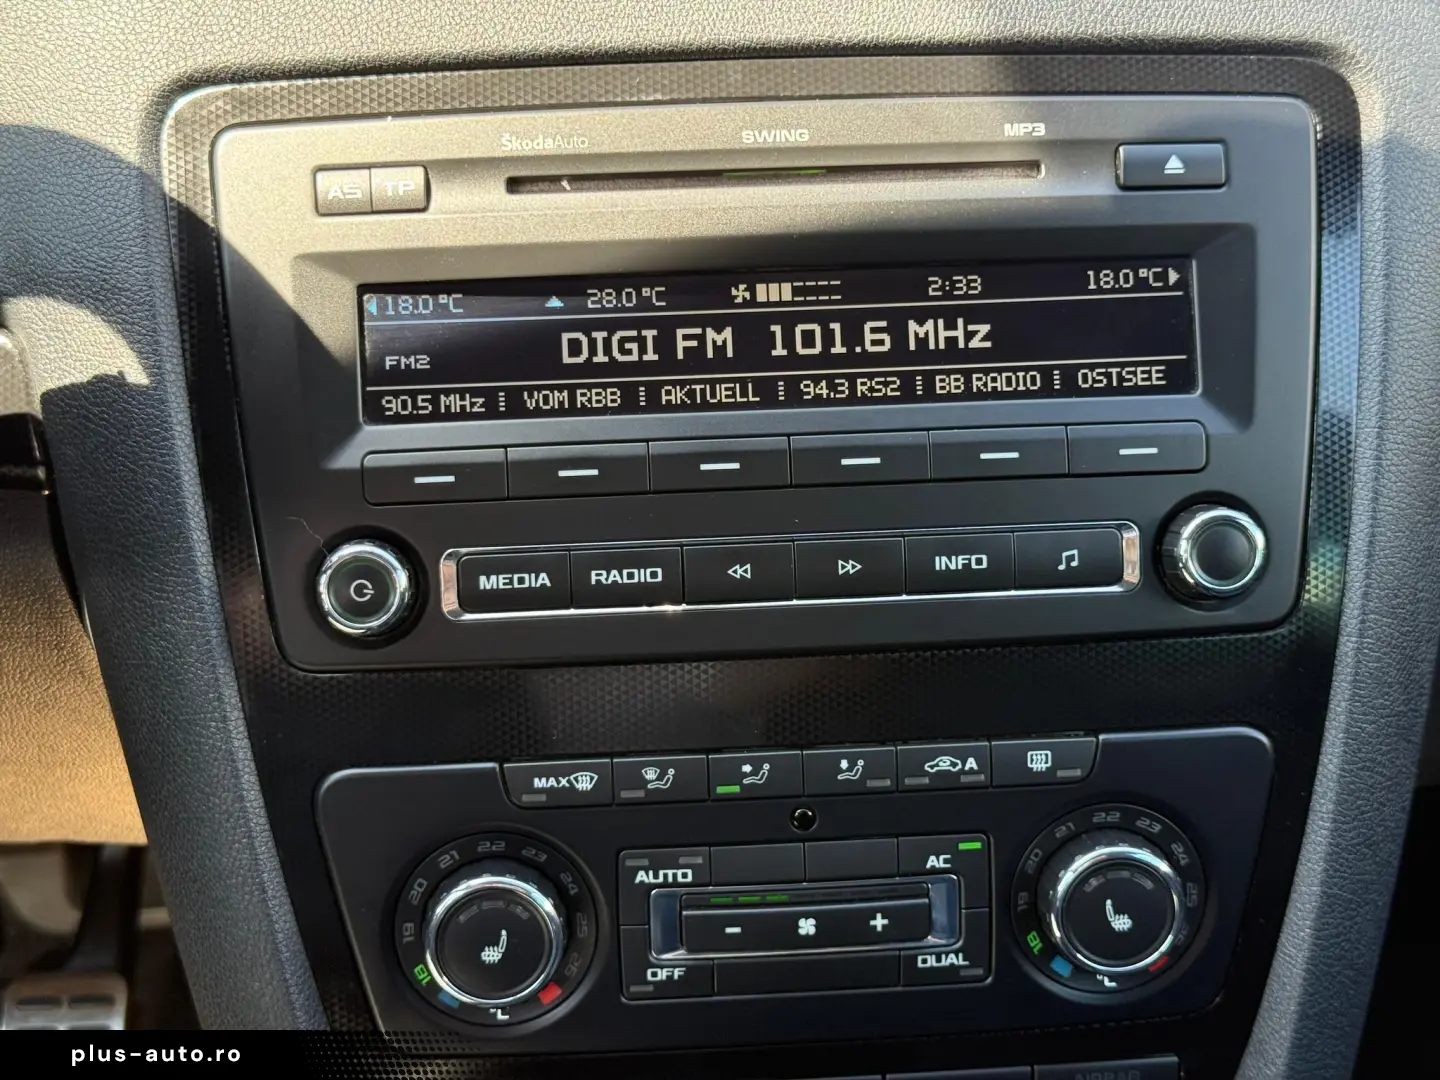 ŠkodaAuto SWING MP3
AS TP
18.0°C 28.0°C 2:33 18.0°C
FM2 DIGI FM 101.6 MHz
90.5 MHz VOM RBB AKTUELL 94.3 RS2 BB RADIO OSTSEE
MEDIA RADIO INFO
MAX A
18 19 20 21 22 23 24 25 26 °C
AUTO AC
- +
OFF DUAL
18 19 20 21 22 23 24 25 26 °C
plus-auto.ro